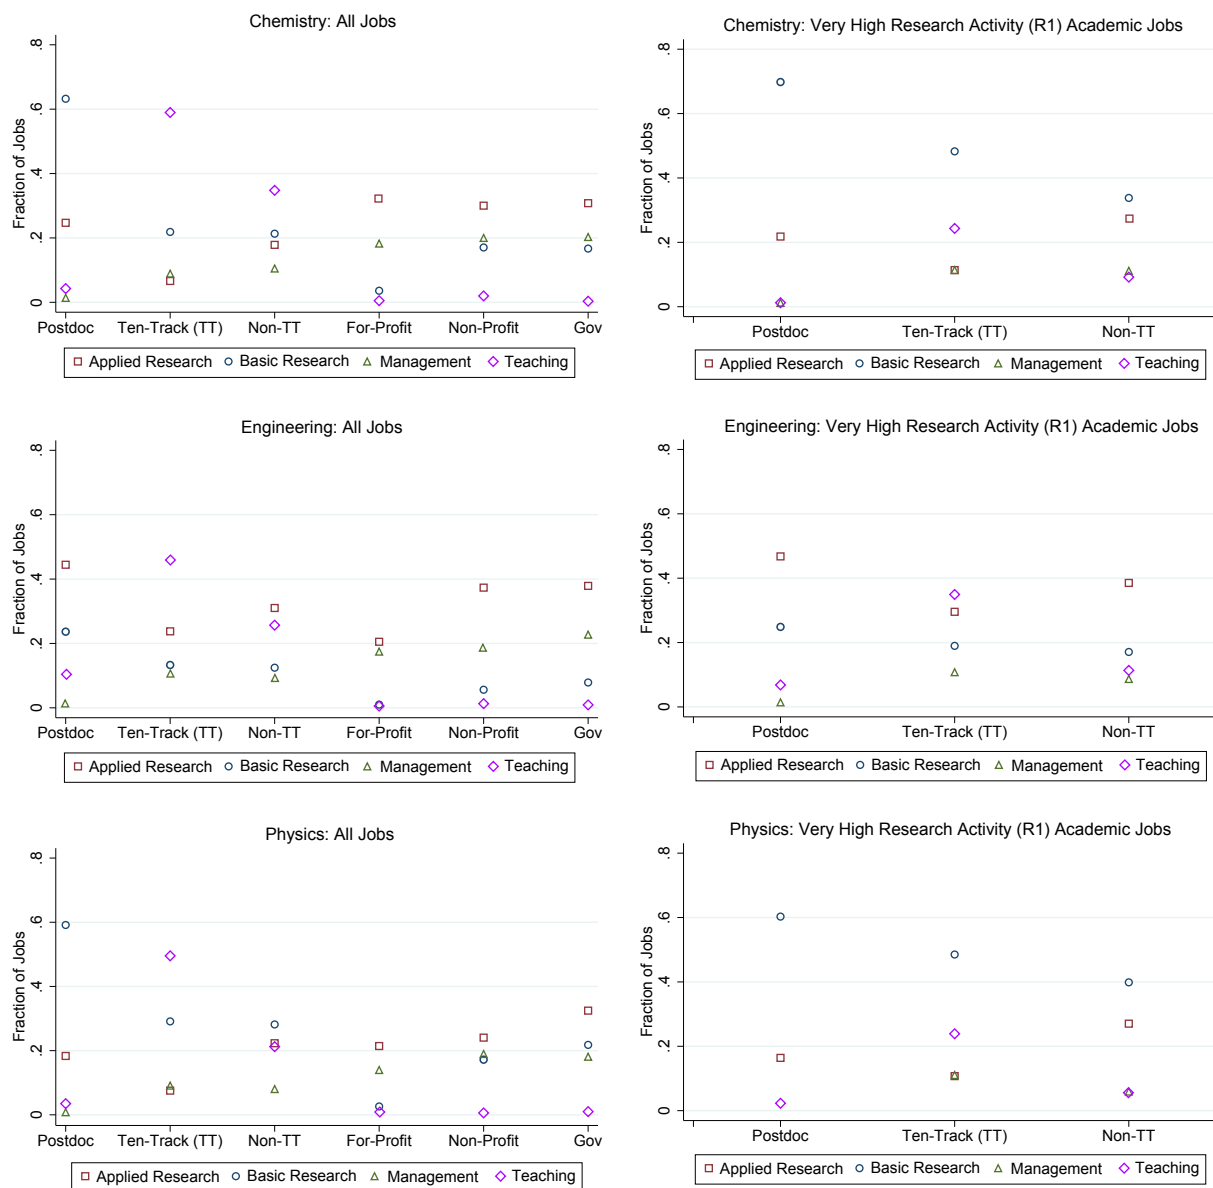 Chemistry: All Jobs
Fraction of Jobs
.8
.6
.4
.2
0
Postdoc Ten-Track (TT) Non-TT For-Profit Non-Profit Gov
Applied Research Basic Research Management Teaching
Chemistry: Very High Research Activity (R1) Academic Jobs
Fraction of Jobs
.8
.6
.4
.2
0
Postdoc Ten-Track (TT) Non-TT
Applied Research Basic Research Management Teaching
Engineering: All Jobs
Fraction of Jobs
.8
.6
.4
.2
0
Postdoc Ten-Track (TT) Non-TT For-Profit Non-Profit Gov
Applied Research Basic Research Management Teaching
Engineering: Very High Research Activity (R1) Academic Jobs
Fraction of Jobs
.8
.6
.4
.2
0
Postdoc Ten-Track (TT) Non-TT
Applied Research Basic Research Management Teaching
Physics: All Jobs
Fraction of Jobs
.8
.6
.4
.2
0
Postdoc Ten-Track (TT) Non-TT For-Profit Non-Profit Gov
Applied Research Basic Research Management Teaching
Physics: Very High Research Activity (R1) Academic Jobs
Fraction of Jobs
.8
.6
.4
.2
0
Postdoc Ten-Track (TT) Non-TT
Applied Research Basic Research Management Teaching